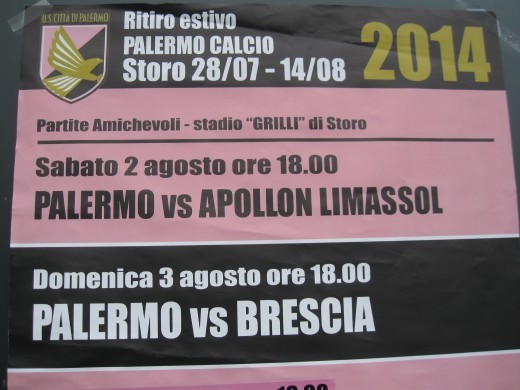 U.S. CITTÀ DI PALERMO
Ritiro estivo
PALERMO CALCIO
Storo 28/07 - 14/08
2014
Partite Amichevoli - stadio “GRILLI” di Storo
Sabato 2 agosto ore 18.00
PALERMO vs APOLLON LIMASSOL
Domenica 3 agosto ore 18.00
PALERMO vs BRESCIA